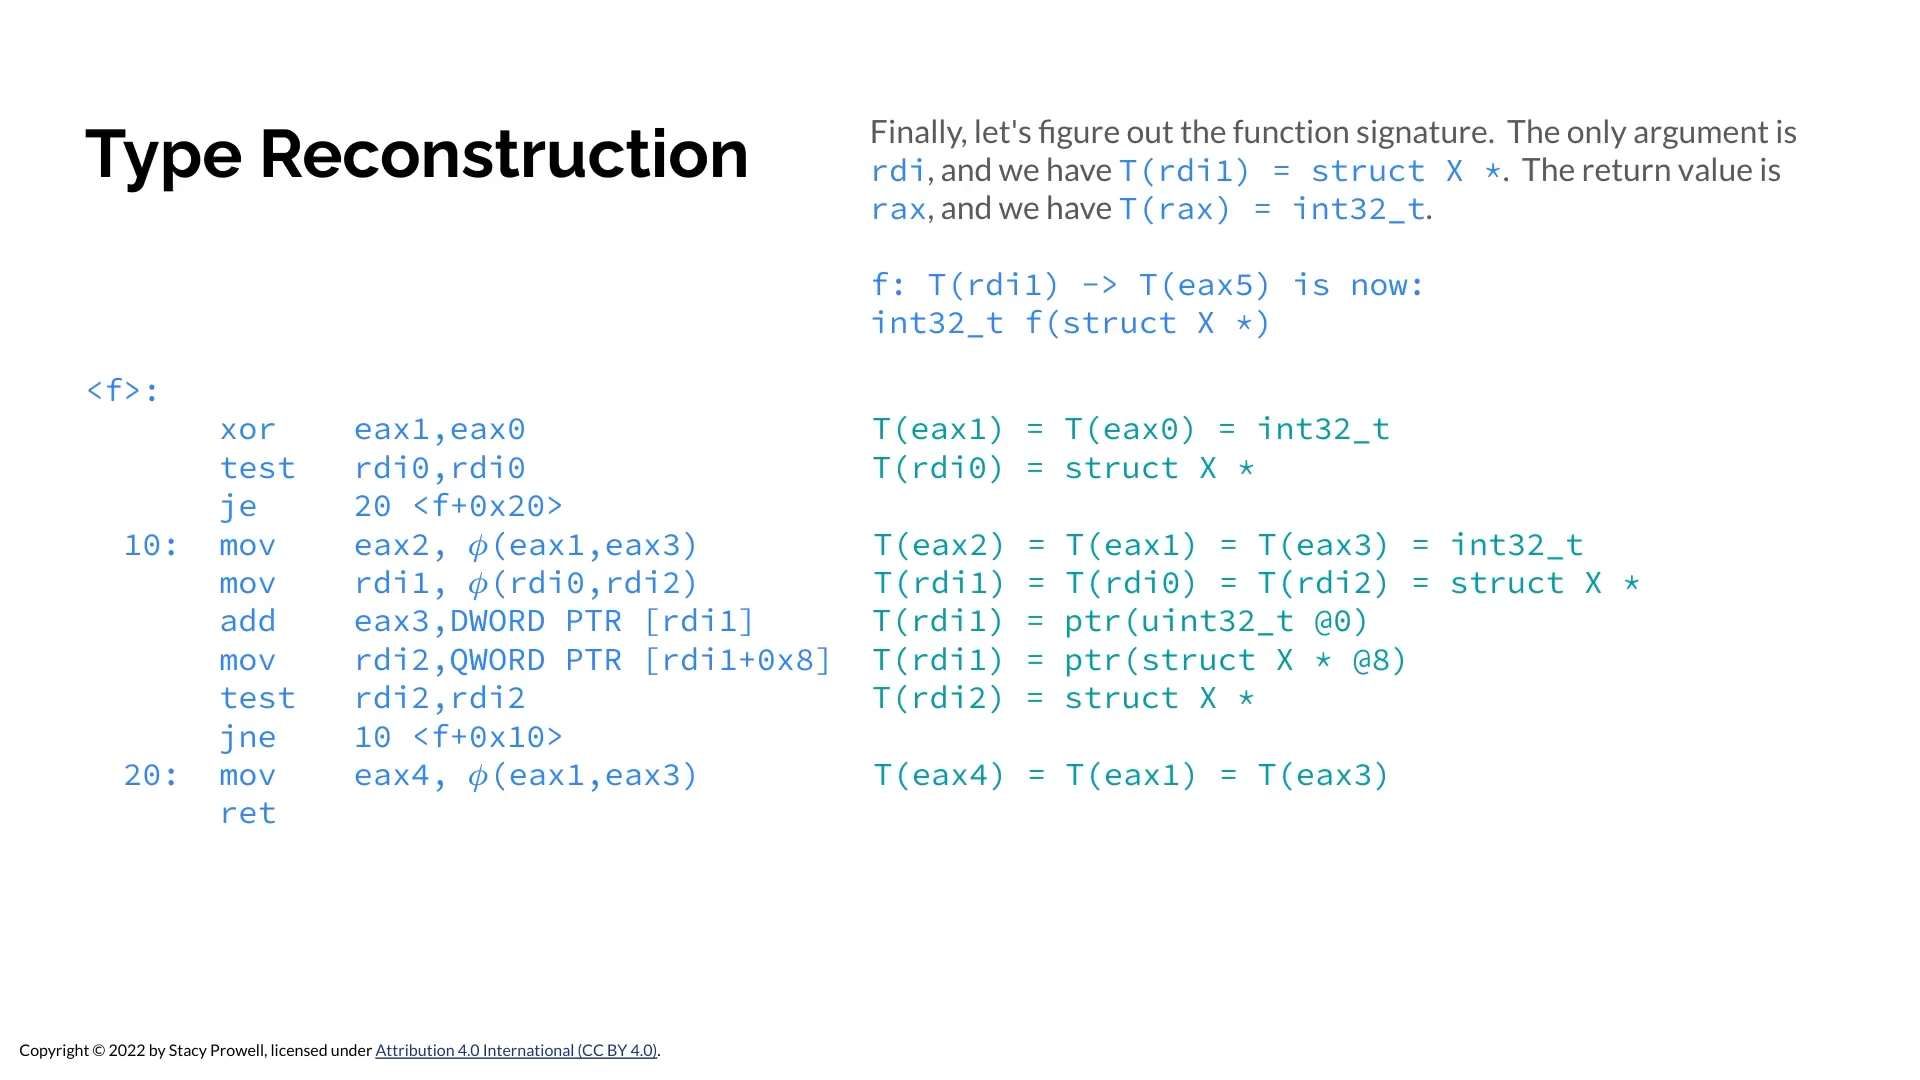 Type Reconstruction
Finally, let's figure out the function signature.  The only argument is
rdi, and we have T(rdi1) = struct X *.  The return value is
rax, and we have T(rax) = int32_t.
f: T(rdi1) -> T(eax5) is now:
int32_t f(struct X *)
<f>:
xor    eax1,eax0    T(eax1) = T(eax0) = int32_t
test   rdi0,rdi0    T(rdi0) = struct X *
je     20 <f+0x20>
10:  mov    eax2, ϕ(eax1,eax3)    T(eax2) = T(eax1) = T(eax3) = int32_t
mov    rdi1, ϕ(rdi0,rdi2)    T(rdi1) = T(rdi0) = T(rdi2) = struct X *
add    eax3,DWORD PTR [rdi1]    T(rdi1) = ptr(uint32_t @0)
mov    rdi2,QWORD PTR [rdi1+0x8]    T(rdi1) = ptr(struct X * @8)
test   rdi2,rdi2    T(rdi2) = struct X *
jne    10 <f+0x10>
20:  mov    eax4, ϕ(eax1,eax3)    T(eax4) = T(eax1) = T(eax3)
ret
Copyright © 2022 by Stacy Prowell, licensed under Attribution 4.0 International (CC BY 4.0).